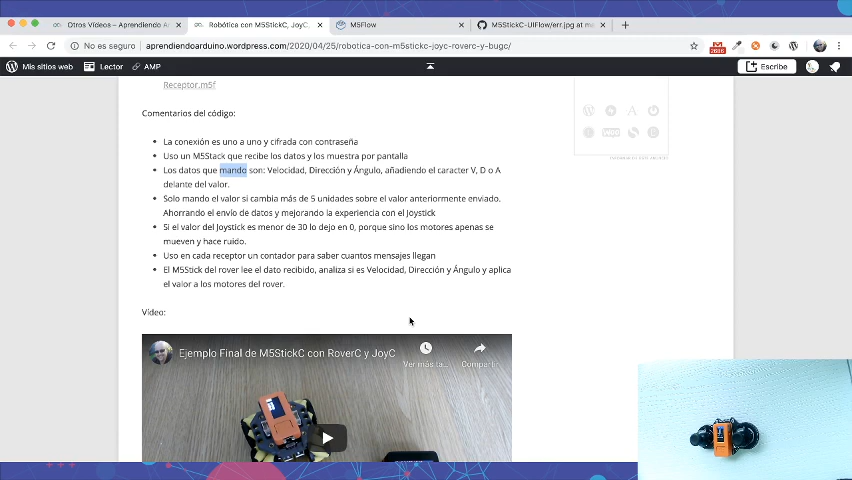 Otros Vídeos – Aprendiendo A
Robótica con M5StickC, JoyC,
M5Flow
M5StickC-UIFlow/err.jpg at ma
No es seguro
aprendiendoarduino.wordpress.com/2020/04/25/robotica-con-m5stickc-joyc-roverc-y-bugc/
Mis sitios web
Lector
AMP
Escribe
Receptor.m5f
Comentarios del código:
La conexión es uno a uno y cifrada con contraseña
Uso un M5Stack que recibe los datos y los muestra por pantalla
Los datos que mando son: Velocidad, Dirección y Ángulo, añadiendo el caracter V, D o A
delante del valor.
Solo mando el valor si cambia más de 5 unidades sobre el valor anteriormente enviado.
Ahorrando el envío de datos y mejorando la experiencia con el Joystick
Si el valor del Joystick es menor de 30 lo dejo en 0, porque sino los motores apenas se
mueven y hace ruido.
Uso en cada receptor un contador para saber cuantos mensajes llegan
El M5Stick del rover lee el dato recibido, analiza si es Velocidad, Dirección y Ángulo y aplica
el valor a los motores del rover.
Vídeo:
Ejemplo Final de M5StickC con RoverC y JoyC
Ver más ta...
Compartir